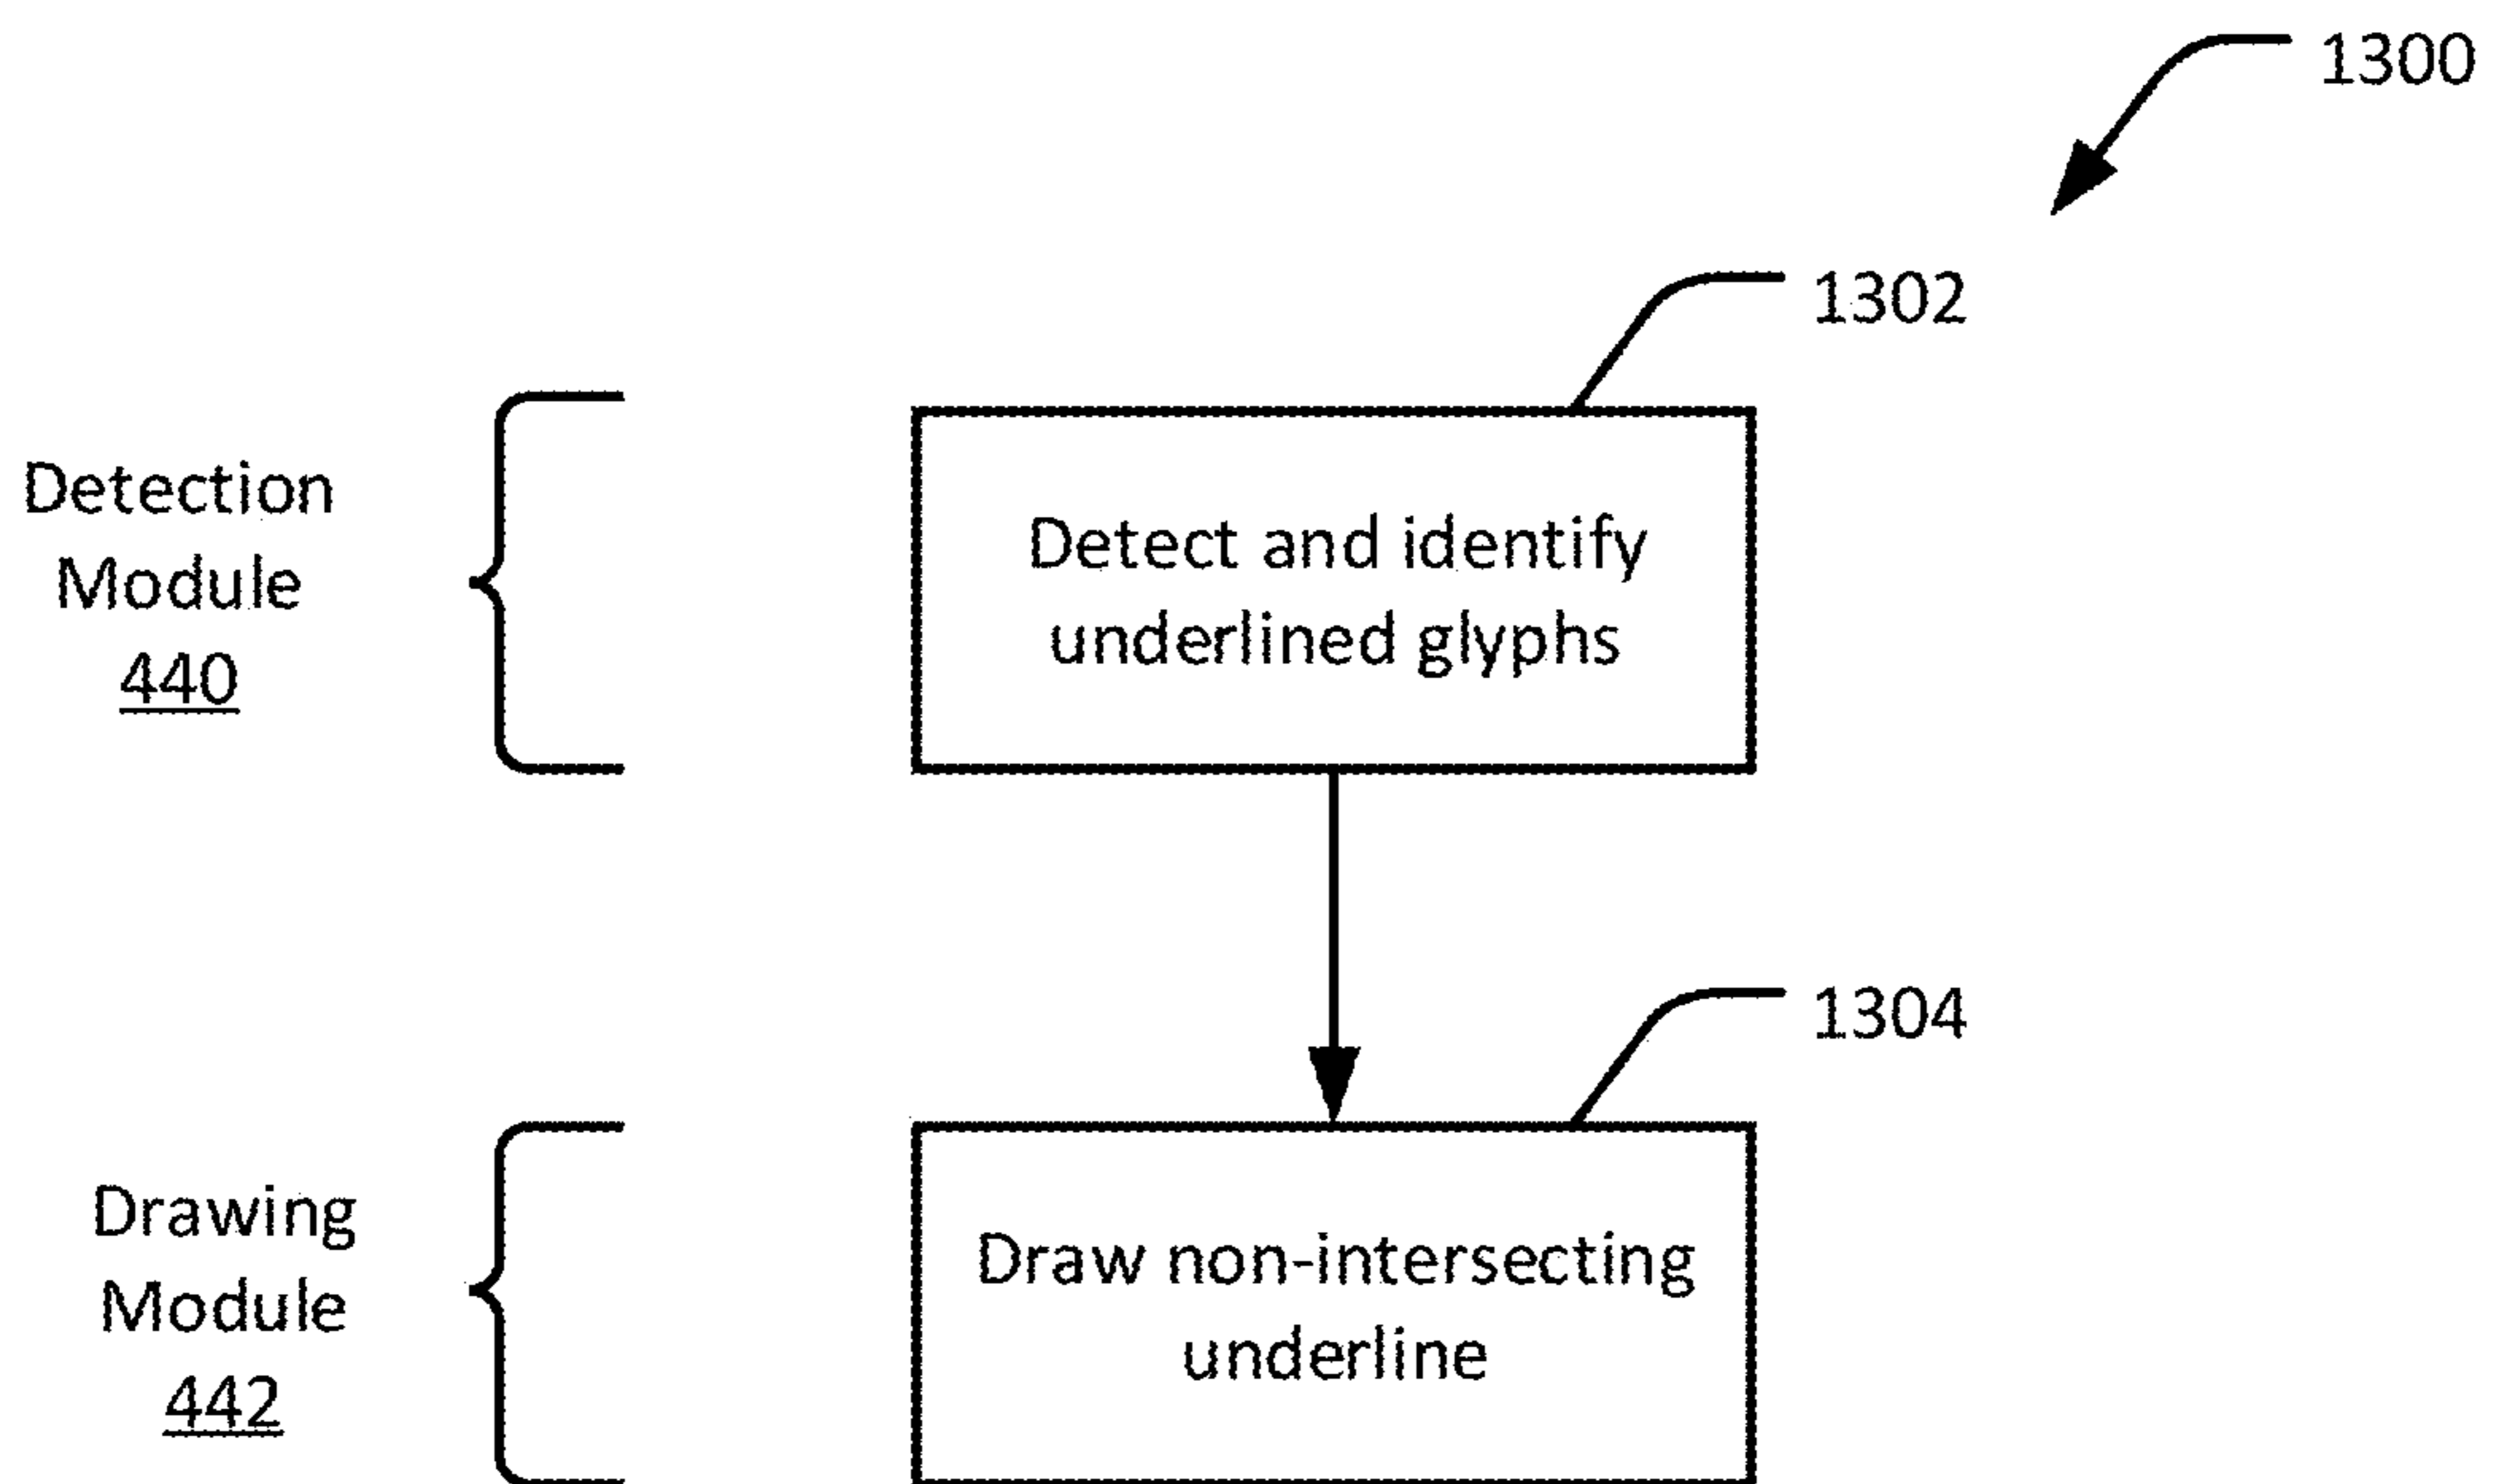 1300
1302
Detection
Module
440
Detect and identify
underlined glyphs
1304
Drawing
Module
442
Draw non-intersecting
underline